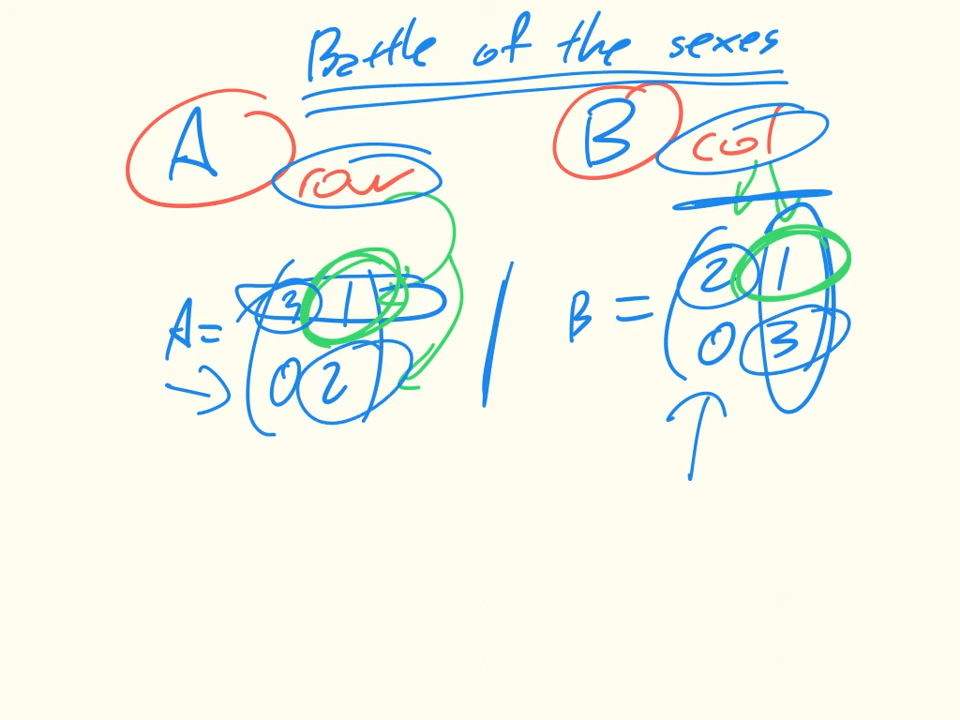 Battle of the sexes
A row B col
A = ( 3 1 B = ( 2 1
0 2 0 3